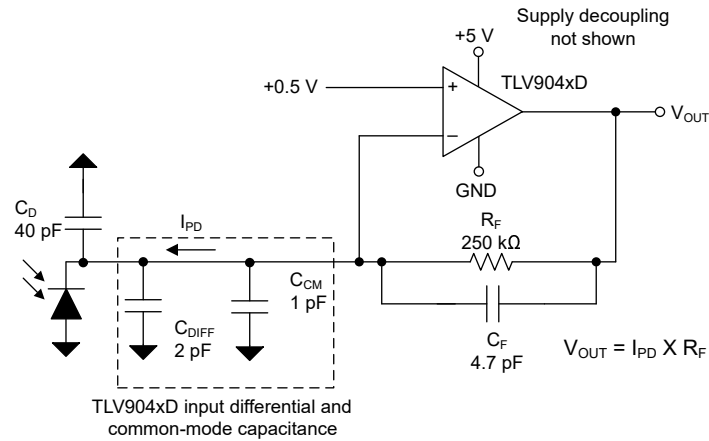 Supply decoupling
not shown
+5 V
TLV904xD
+0.5 V
+
–
V_OUT
GND
C_D
40 pF
I_PD
R_F
250 kΩ
C_CM
1 pF
C_DIFF
2 pF
C_F
4.7 pF
V_OUT = I_PD X R_F
TLV904xD input differential and
common-mode capacitance